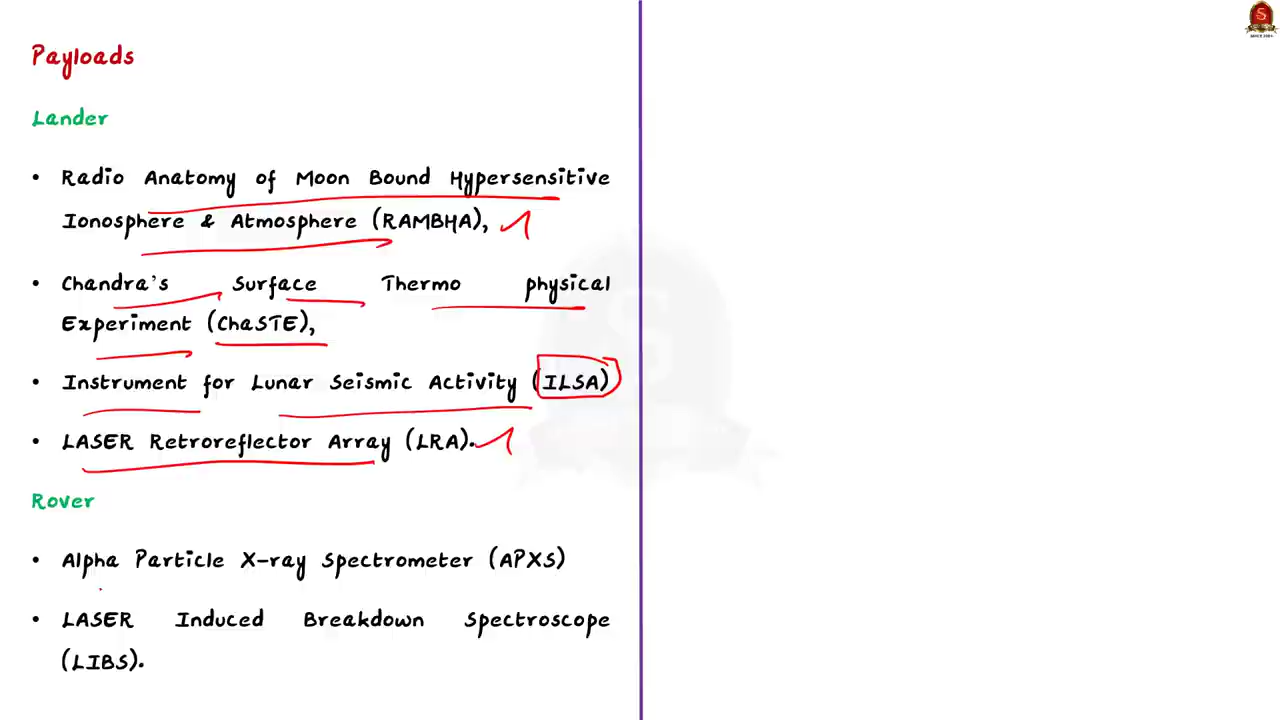 Payloads
Lander
• Radio Anatomy of Moon Bound Hypersensitive
Ionosphere & Atmosphere (RAMBHA),
• Chandra's Surface Thermo physical
Experiment (ChaSTE),
• Instrument for Lunar Seismic Activity (ILSA)
• LASER Retroreflector Array (LRA).
Rover
• Alpha Particle X-ray Spectrometer (APXS)
• LASER Induced Breakdown Spectroscope
(LIBS).